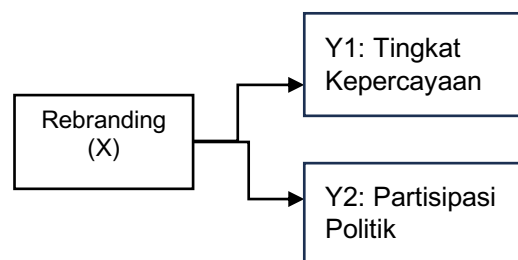 Rebranding
(X)
Y1: Tingkat
Kepercayaan
Y2: Partisipasi
Politik